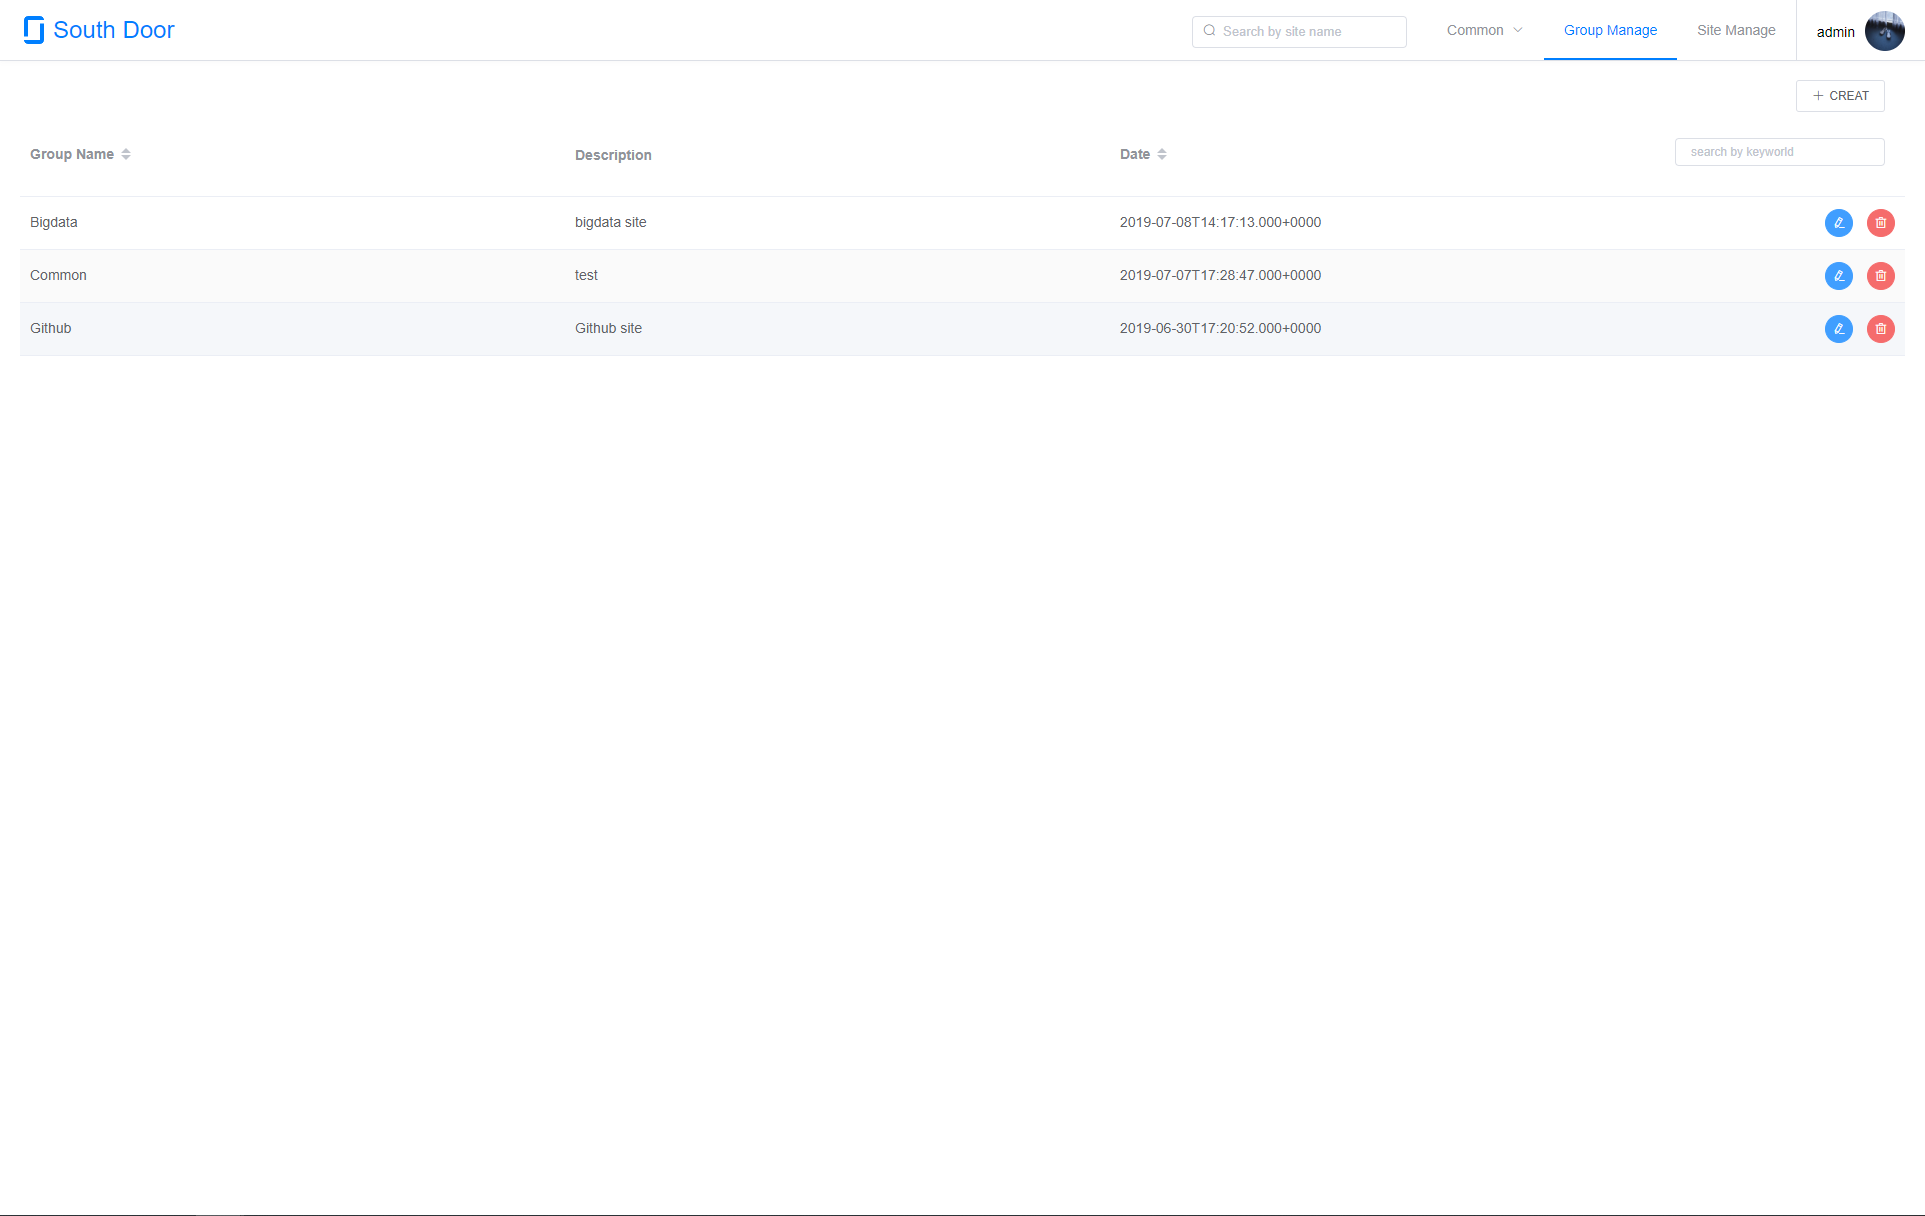 South Door
Search by site name
Common
Group Manage
Site Manage
admin
CREAT
Group Name
Description
Date
search by keyworld
Bigdata
bigdata site
2019-07-08T14:17:13.000+0000
Common
test
2019-07-07T17:28:47.000+0000
Github
Github site
2019-06-30T17:20:52.000+0000